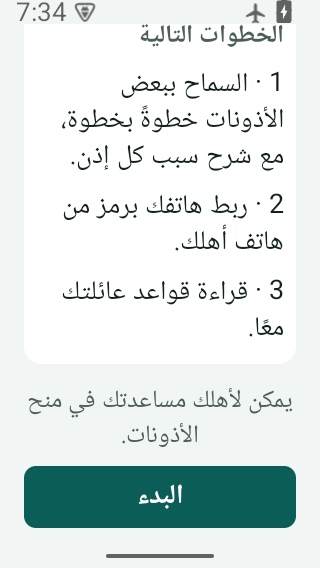 7:34
الخطوات التالية
1 · السماح ببعض
الأذونات خطوةً بخطوة،
مع شرح سبب كل إذن.
2 · ربط هاتفك برمز من
هاتف أهلك.
3 · قراءة قواعد عائلتك
معًا.
يمكن لأهلك مساعدتك في منح
الأذونات.
البدء